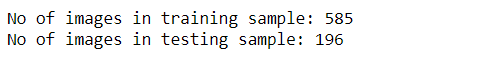 No of images in training sample: 585
No of images in testing sample: 196